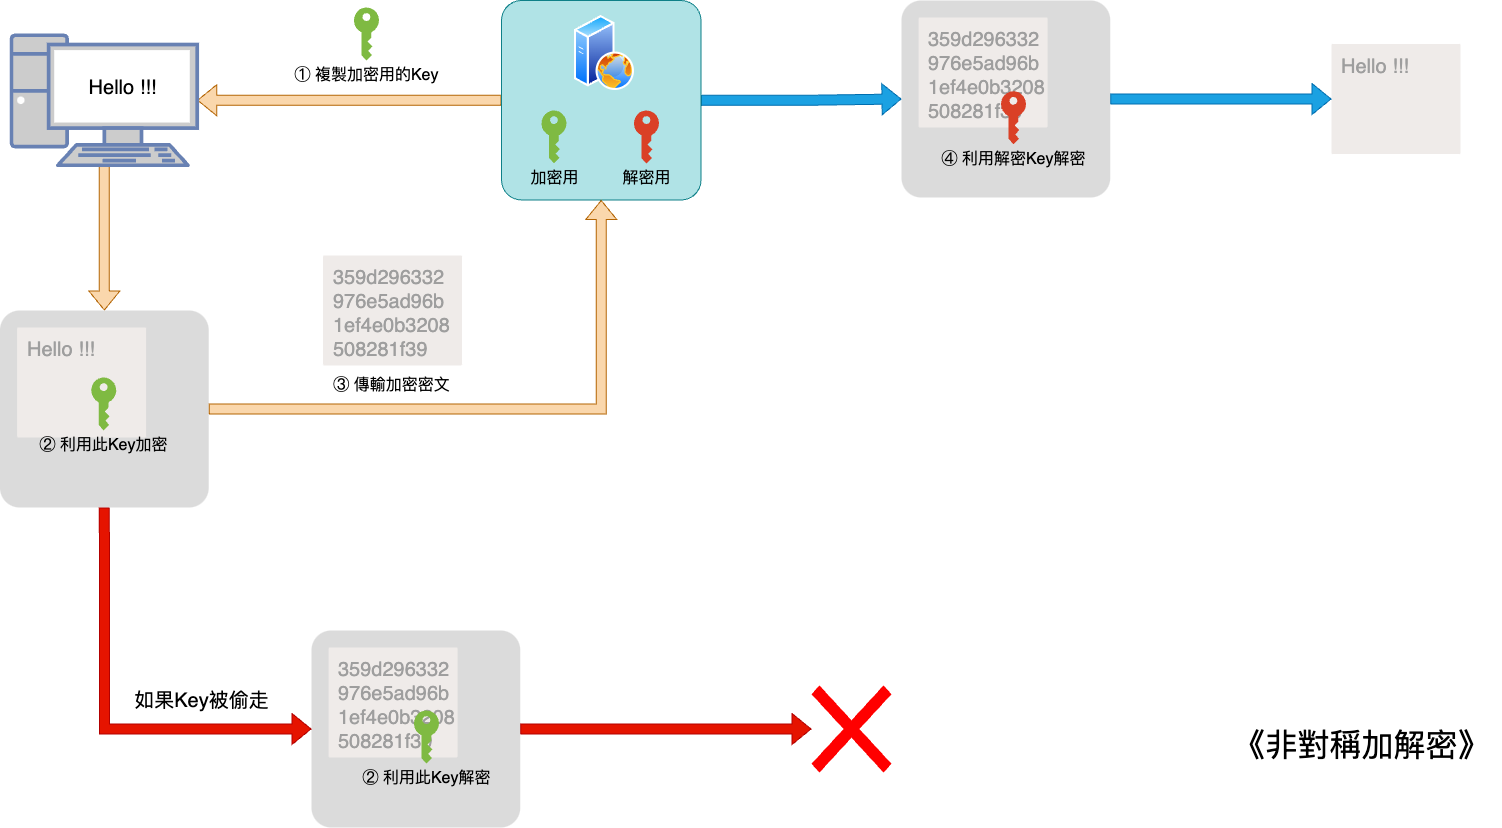 Hello !!!
① 複製加密用的Key
加密用
解密用
359d296332
976e5ad96b
1ef4e0b3208
508281f3
④ 利用解密Key解密
Hello !!!
359d296332
976e5ad96b
1ef4e0b3208
508281f39
③ 傳輸加密密文
Hello !!!
② 利用此Key加密
如果Key被偷走
359d296332
976e5ad96b
1ef4e0b3208
508281f39
② 利用此Key解密
《非對稱加解密》